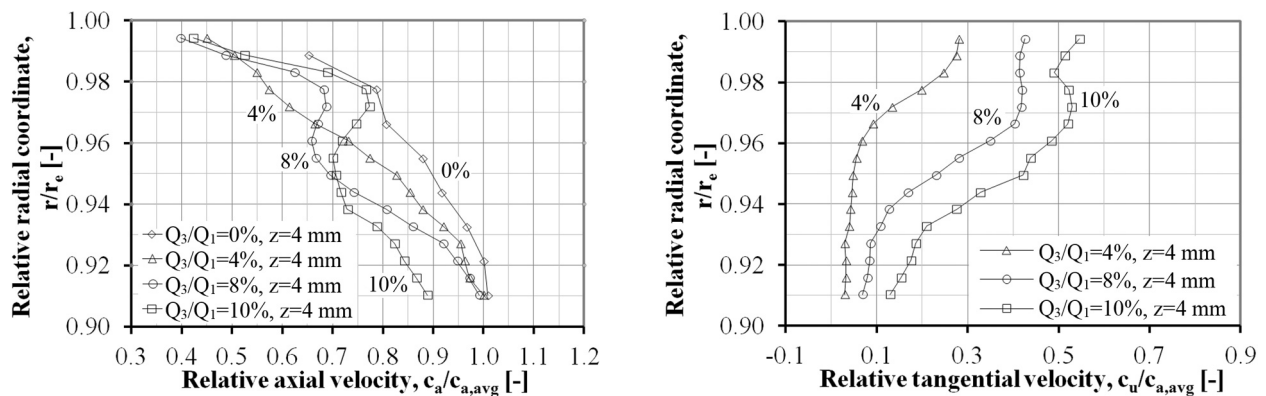 Relative radial coordinate,
r/rₑ [-]
1.00
0.98
0.96
0.94
0.92
0.90
4%
8%
0%
10%
Q₃/Q₁=0%, z=4 mm
Q₃/Q₁=4%, z=4 mm
Q₃/Q₁=8%, z=4 mm
Q₃/Q₁=10%, z=4 mm
0.3 0.4 0.5 0.6 0.7 0.8 0.9 1.0 1.1 1.2
Relative axial velocity, cₐ/cₐ,avg [-]
Relative radial coordinate,
r/rₑ [-]
1.00
0.98
0.96
0.94
0.92
0.90
4%
8%
10%
Q₃/Q₁=4%, z=4 mm
Q₃/Q₁=8%, z=4 mm
Q₃/Q₁=10%, z=4 mm
-0.1 0.1 0.3 0.5 0.7 0.9
Relative tangential velocity, cᵤ/cₐ,avg [-]